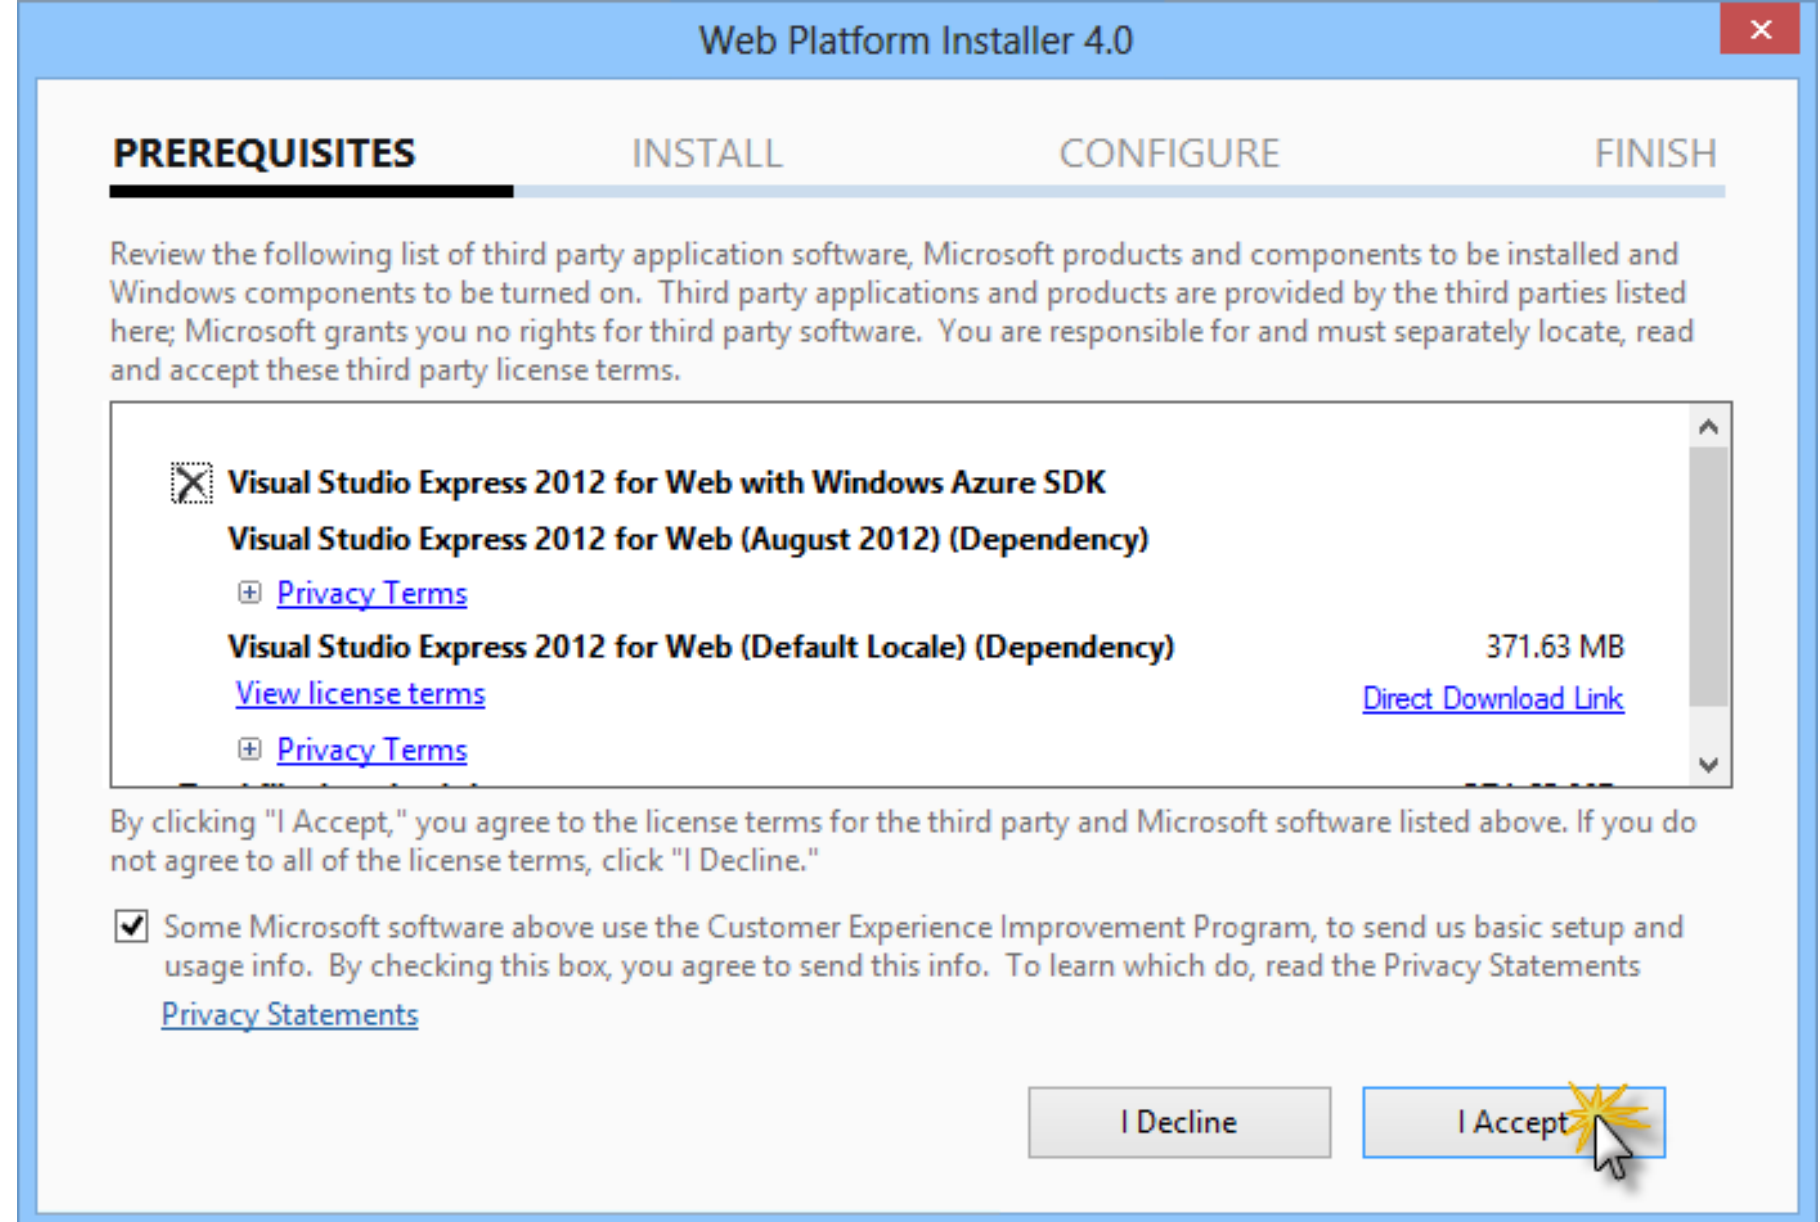 Web Platform Installer 4.0
PREREQUISITES INSTALL CONFIGURE FINISH
Review the following list of third party application software, Microsoft products and components to be installed and
Windows components to be turned on.  Third party applications and products are provided by the third parties listed
here; Microsoft grants you no rights for third party software.  You are responsible for and must separately locate, read
and accept these third party license terms.
Visual Studio Express 2012 for Web with Windows Azure SDK
Visual Studio Express 2012 for Web (August 2012) (Dependency)
Privacy Terms
Visual Studio Express 2012 for Web (Default Locale) (Dependency) 371.63 MB
View license terms Direct Download Link
Privacy Terms
By clicking "I Accept," you agree to the license terms for the third party and Microsoft software listed above. If you do
not agree to all of the license terms, click "I Decline."
Some Microsoft software above use the Customer Experience Improvement Program, to send us basic setup and
usage info.  By checking this box, you agree to send this info.  To learn which do, read the Privacy Statements
Privacy Statements
I Decline I Accept